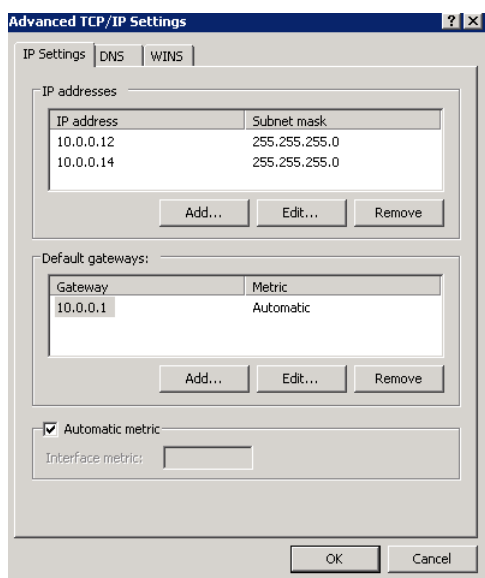 Advanced TCP/IP Settings
IP Settings DNS WINS
IP addresses
IP address Subnet mask
10.0.0.12 255.255.255.0
10.0.0.14 255.255.255.0
Add... Edit... Remove
Default gateways:
Gateway Metric
10.0.0.1 Automatic
Add... Edit... Remove
Automatic metric
Interface metric:
OK Cancel